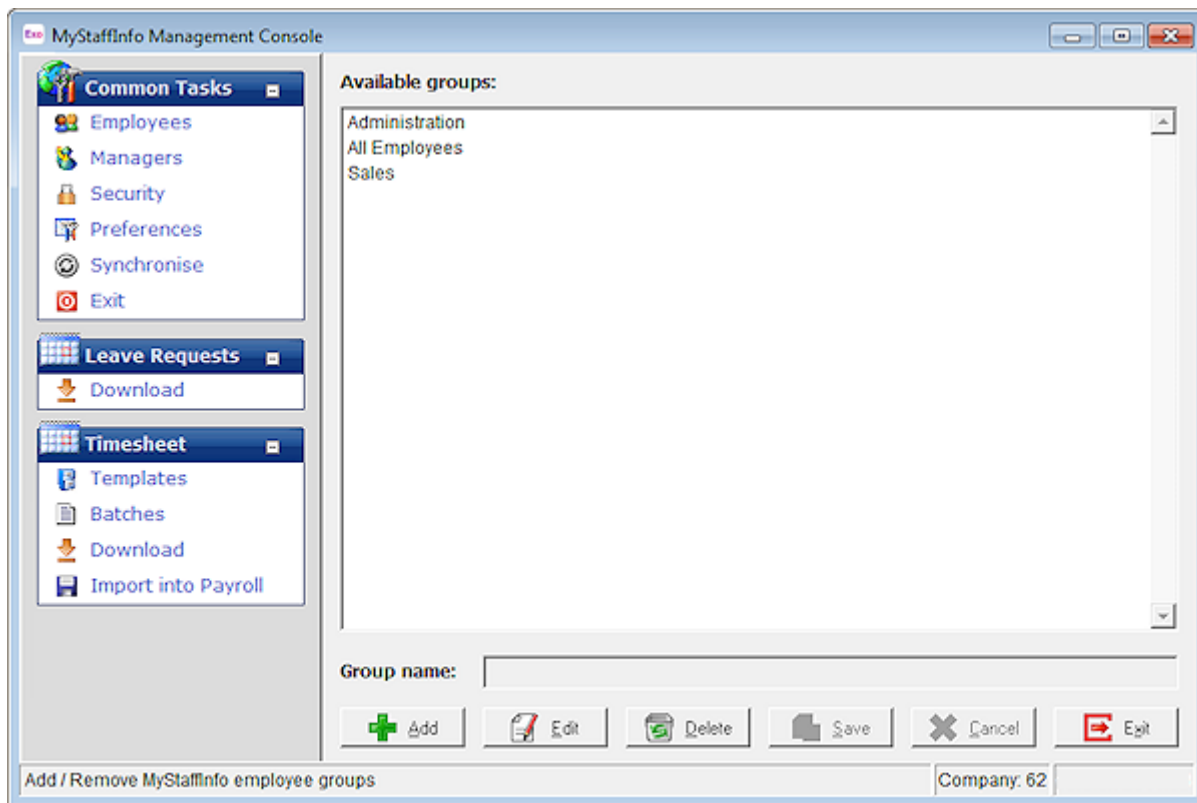 Exo MyStaffInfo Management Console
Common Tasks
Employees
Managers
Security
Preferences
Synchronise
Exit
Leave Requests
Download
Timesheet
Templates
Batches
Download
Import into Payroll
Available groups:
Administration
All Employees
Sales
Group name:
Add Edit Delete Save Cancel Exit
Add / Remove MyStaffInfo employee groups Company: 62